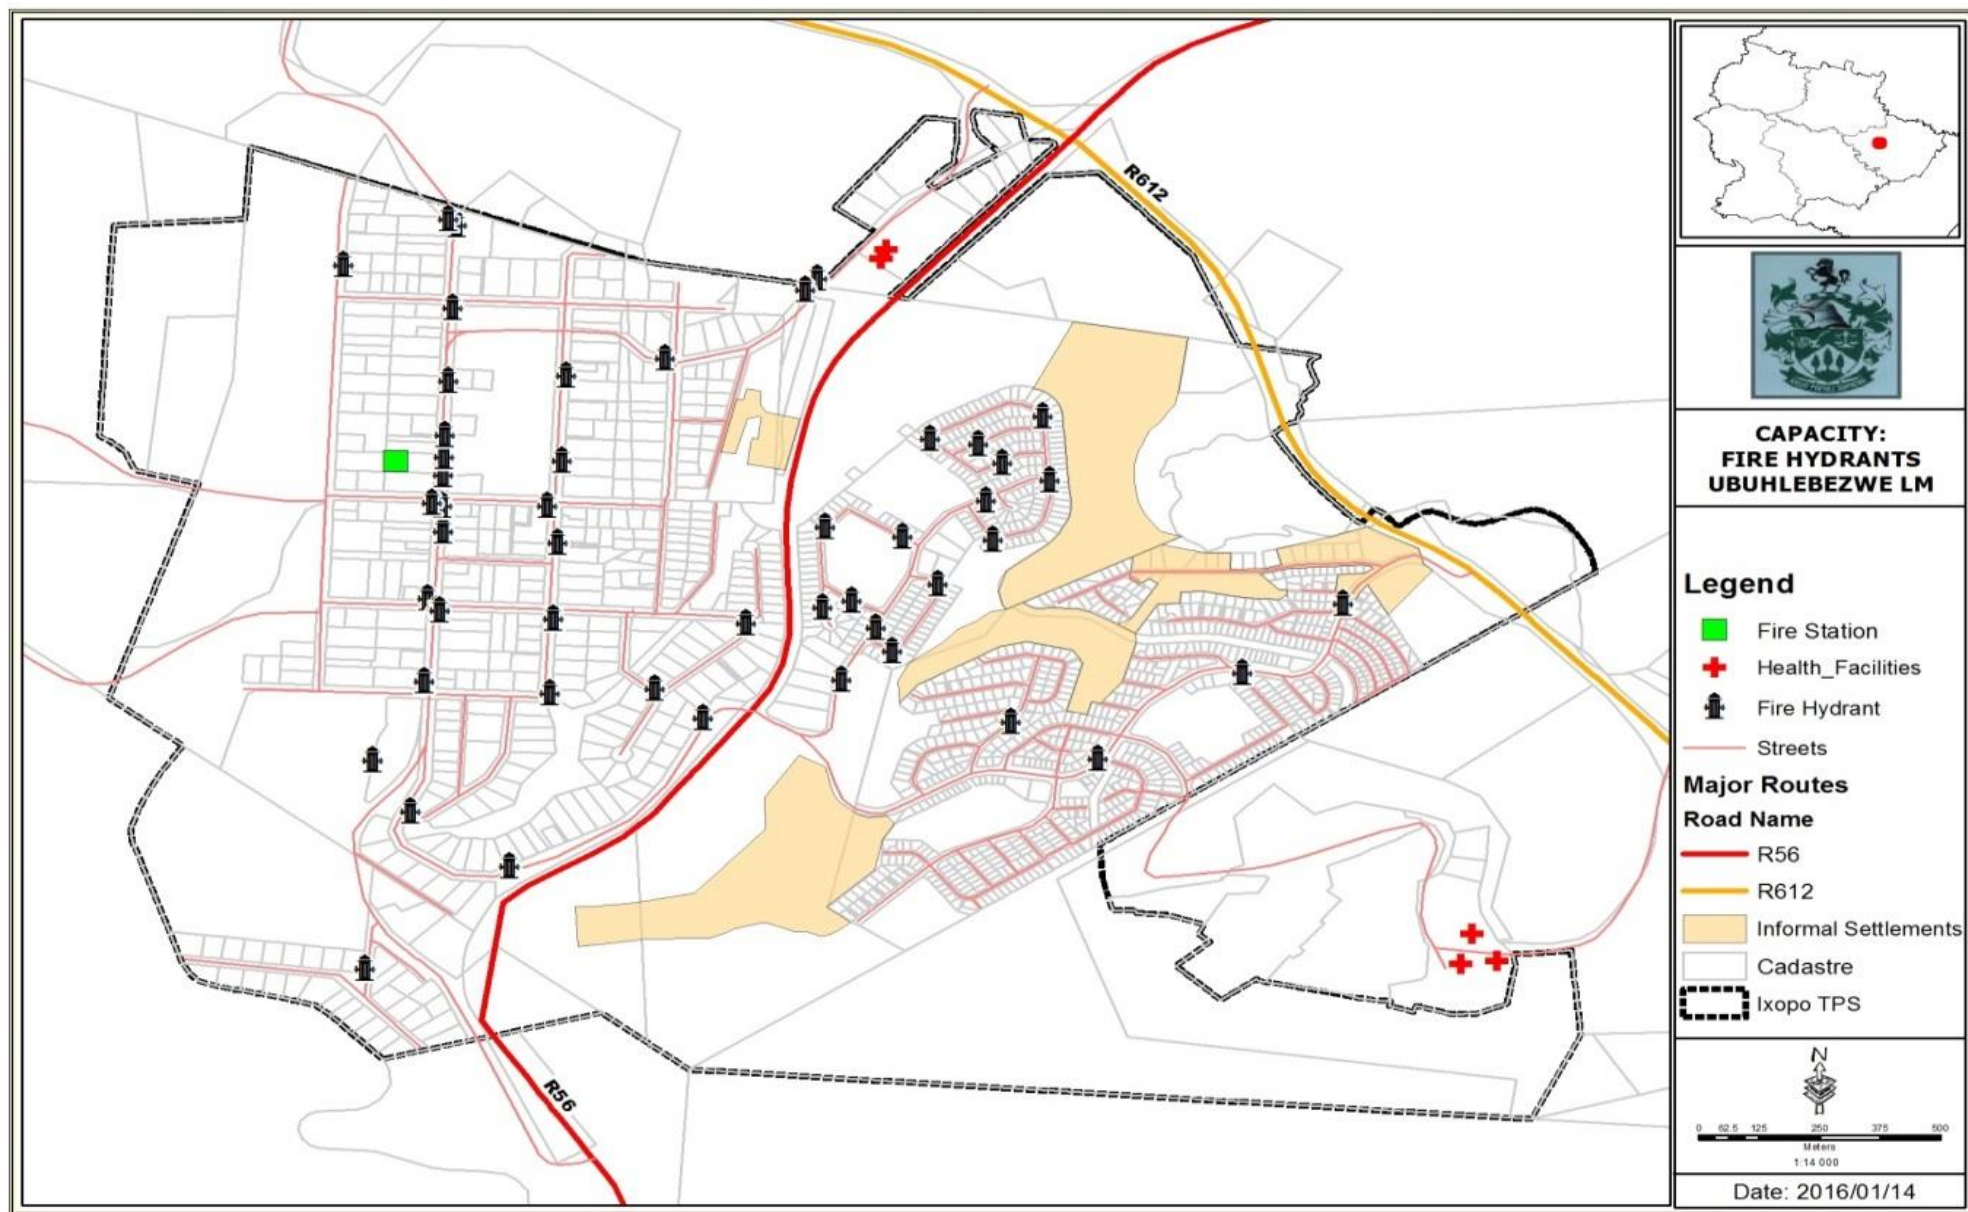 R612
R56
CAPACITY:
FIRE HYDRANTS
UBUHLEBEZWE LM
Legend
Fire Station
Health_Facilities
Fire Hydrant
Streets
Major Routes
Road Name
R56
R612
Informal Settlements
Cadastre
Ixopo TPS
N
0 62.5 125 250 375 500
Meters
1:14 000
Date: 2016/01/14